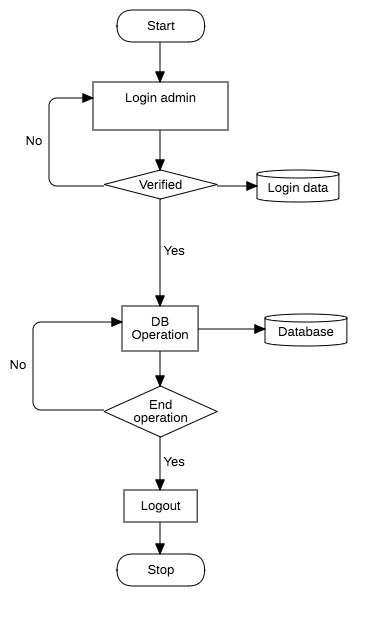 Start
Login admin
No
Verified
Login data
Yes
DB
Operation
Database
No
End
operation
Yes
Logout
Stop